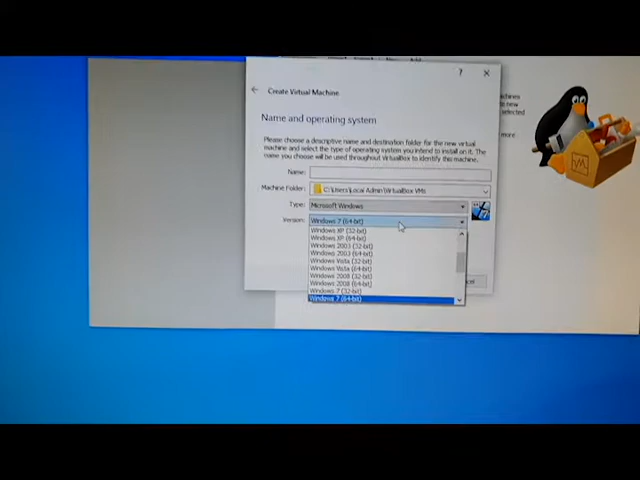 ?
Create Virtual Machine
Name and operating system
Please choose a descriptive name and destination folder for the new virtual
machine and select the type of operating system you intend to install on it. The
name you choose will be used throughout VirtualBox to identify this machine.
Name:
Machine Folder: C:\Users\Local Admin\VirtualBox VMs
Type: Microsoft Windows
Version: Windows 7 (64-bit)
Windows XP (32-bit)
Windows XP (64-bit)
Windows 2003 (32-bit)
Windows 2003 (64-bit)
Windows Vista (32-bit)
Windows Vista (64-bit)
Windows 2008 (32-bit)
Windows 2008 (64-bit)
Windows 7 (32-bit)
Windows 7 (64-bit)
machines
to new
selected
more